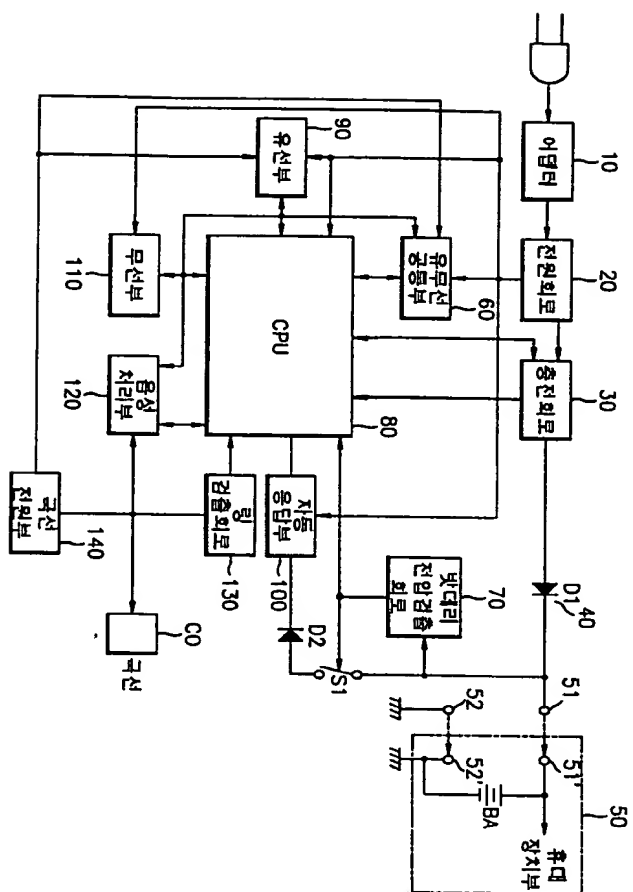 10
어댑터
20
전원회로
30
충전회로
D1
40
51
51'
50
휴대
장치부
BA
52
52'
70
밧데리
전압검출
회로
S1
D2
유무선
공통부
60
CPU
80
자동
응답부
100
90
유선부
링
검출회로
130
무선부
110
음성
처리부
120
CO
국선
국선
전원부
140